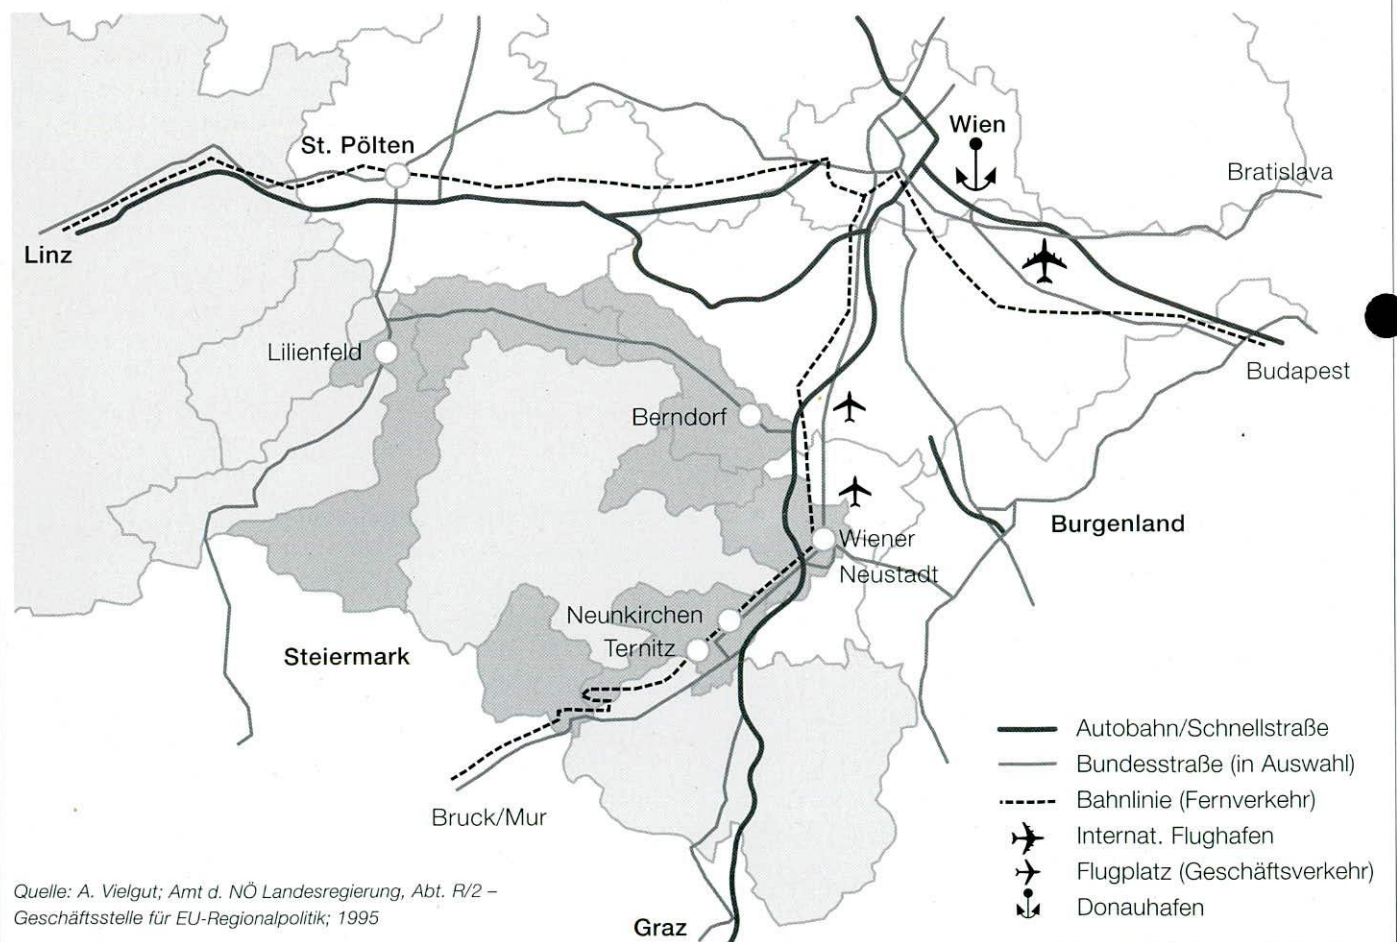 Wien
St. Pölten
Bratislava
Linz
Lilienfeld
Budapest
Berndorf
Burgenland
Wiener
Neustadt
Neunkirchen
Ternitz
Steiermark
Bruck/Mur
Graz
Autobahn/Schnellstraße
Bundesstraße (in Auswahl)
Bahnlinie (Fernverkehr)
Internat. Flughafen
Flugplatz (Geschäftsverkehr)
Donauhafen
Quelle: A. Vielgut; Amt d. NÖ Landesregierung, Abt. R/2 –
Geschäftsstelle für EU-Regionalpolitik; 1995